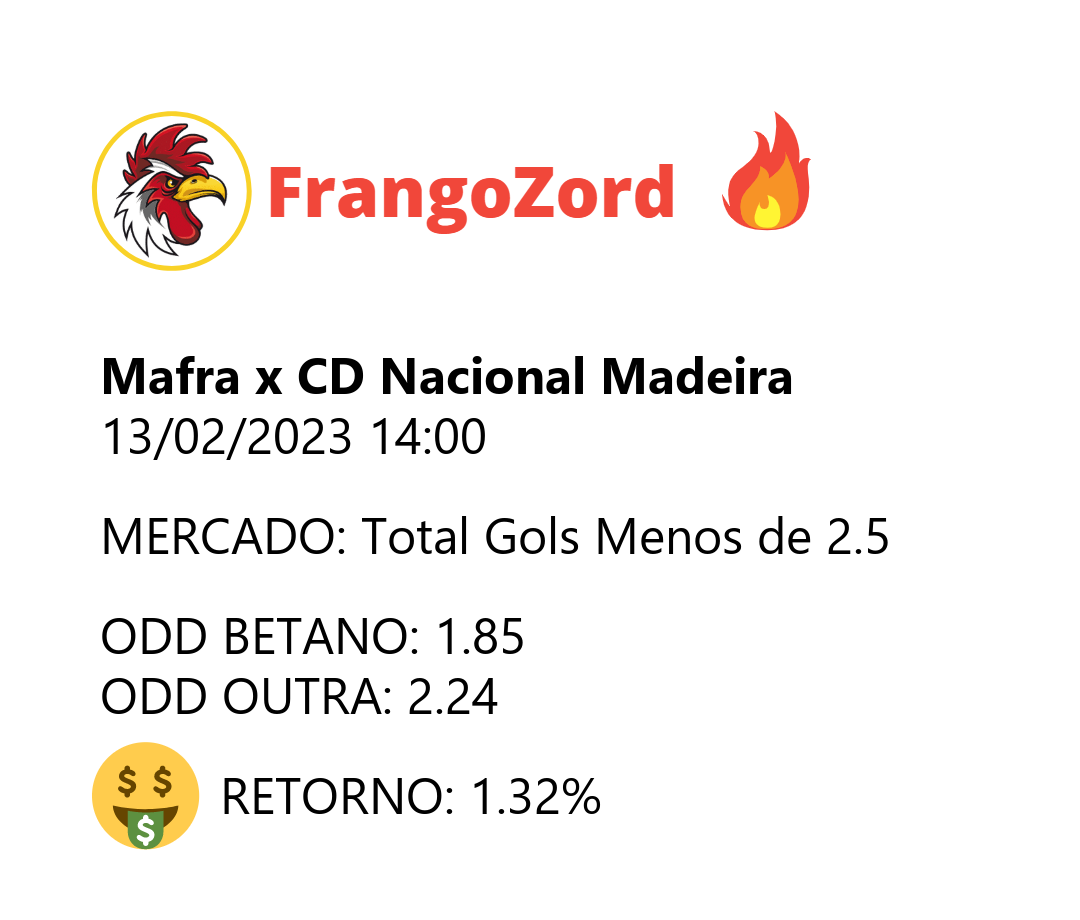 FrangoZord
Mafra x CD Nacional Madeira
13/02/2023 14:00
MERCADO: Total Gols Menos de 2.5
ODD BETANO: 1.85
ODD OUTRA: 2.24
$ $
$
RETORNO: 1.32%